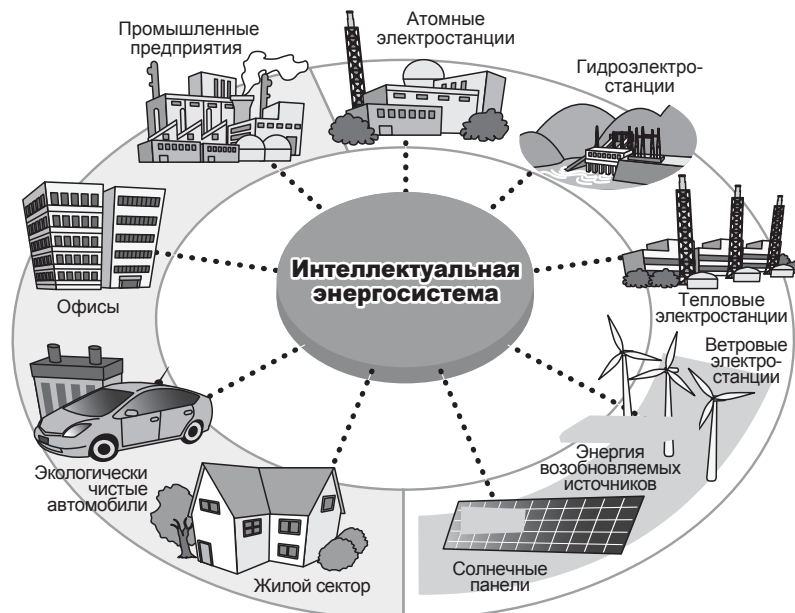 Промышленные
предприятия
Атомные
электростанции
Гидроэлектро-
станции
Интеллектуальная
энергосистема
Офисы
Тепловые
электростанции
Ветровые
электро-
станции
Экологически
чистые
автомобили
Энергия
возобновляемых
источников
Жилой сектор
Солнечные
панели